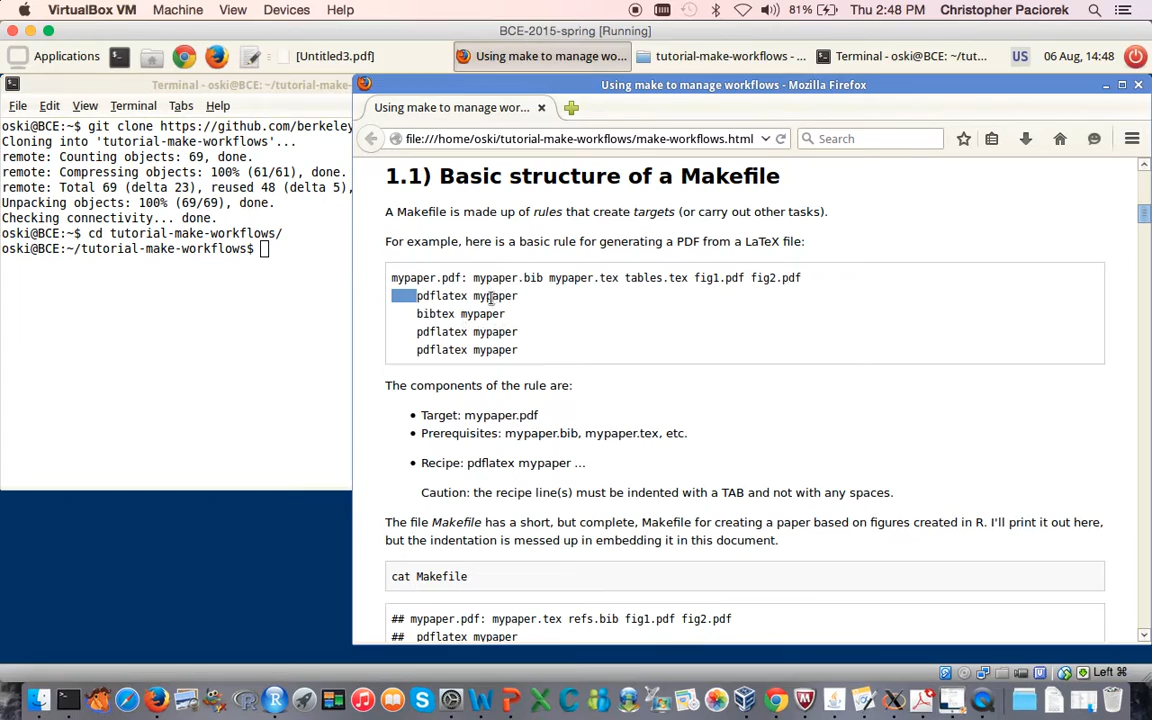 VirtualBox VM Machine View Devices Help 81% Thu 2:48 PM Christopher Paciorek
BCE-2015-spring [Running]
Applications [Untitled3.pdf] Using make to manage wo... tutorial-make-workflows - ... Terminal - oski@BCE: ~/tut... US 06 Aug, 14:48
Terminal - oski@BCE: ~/tutorial-make-
File Edit View Terminal Tabs Help
oski@BCE:~$ git clone https://github.com/berkeley
Cloning into 'tutorial-make-workflows'...
remote: Counting objects: 69, done.
remote: Compressing objects: 100% (61/61), done.
remote: Total 69 (delta 23), reused 48 (delta 5),
Unpacking objects: 100% (69/69), done.
Checking connectivity... done.
oski@BCE:~$ cd tutorial-make-workflows/
oski@BCE:~/tutorial-make-workflows$
Using make to manage workflows - Mozilla Firefox
Using make to manage wor...
file:///home/oski/tutorial-make-workflows/make-workflows.html Search
1.1) Basic structure of a Makefile
A Makefile is made up of rules that create targets (or carry out other tasks).
For example, here is a basic rule for generating a PDF from a LaTeX file:
mypaper.pdf: mypaper.bib mypaper.tex tables.tex fig1.pdf fig2.pdf
pdflatex mypaper
bibtex mypaper
pdflatex mypaper
pdflatex mypaper
The components of the rule are:
• Target: mypaper.pdf
• Prerequisites: mypaper.bib, mypaper.tex, etc.
• Recipe: pdflatex mypaper ...
Caution: the recipe line(s) must be indented with a TAB and not with any spaces.
The file Makefile has a short, but complete, Makefile for creating a paper based on figures created in R. I'll print it out here,
but the indentation is messed up in embedding it in this document.
cat Makefile
## mypaper.pdf: mypaper.tex refs.bib fig1.pdf fig2.pdf
## pdflatex mypaper
Left ⌘